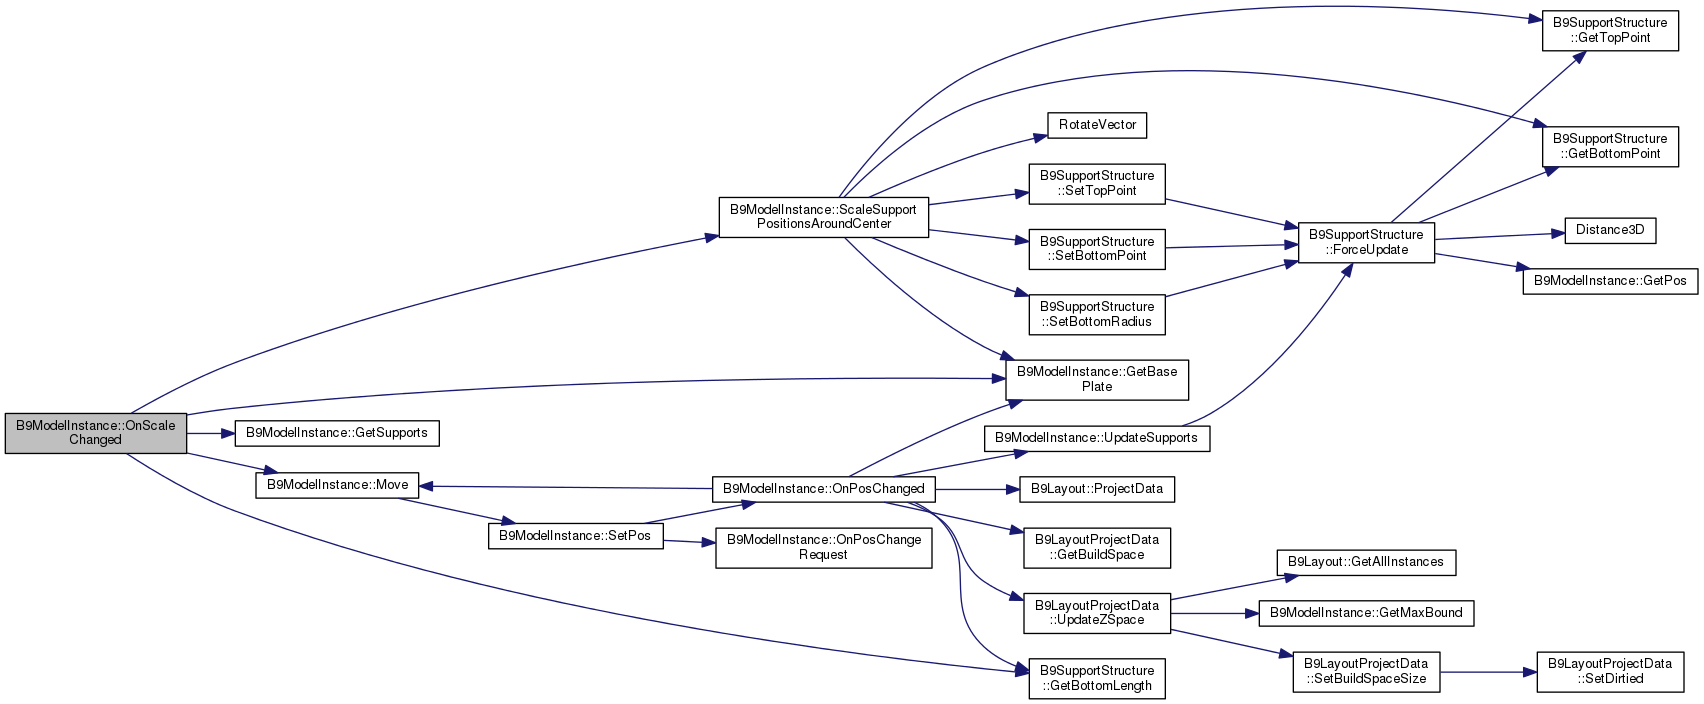 B9SupportStructure
::GetTopPoint
RotateVector
B9SupportStructure
::GetBottomPoint
B9SupportStructure
::SetTopPoint
B9ModelInstance::ScaleSupport
PositionsAroundCenter
B9SupportStructure
::SetBottomPoint
B9SupportStructure
::ForceUpdate
Distance3D
B9ModelInstance::GetPos
B9SupportStructure
::SetBottomRadius
B9ModelInstance::GetBase
Plate
B9ModelInstance::OnScale
Changed
B9ModelInstance::GetSupports
B9ModelInstance::UpdateSupports
B9ModelInstance::Move
B9ModelInstance::OnPosChanged
B9Layout::ProjectData
B9ModelInstance::SetPos
B9ModelInstance::OnPosChange
Request
B9LayoutProjectData
::GetBuildSpace
B9Layout::GetAllInstances
B9LayoutProjectData
::UpdateZSpace
B9ModelInstance::GetMaxBound
B9SupportStructure
::GetBottomLength
B9LayoutProjectData
::SetBuildSpaceSize
B9LayoutProjectData
::SetDirtied